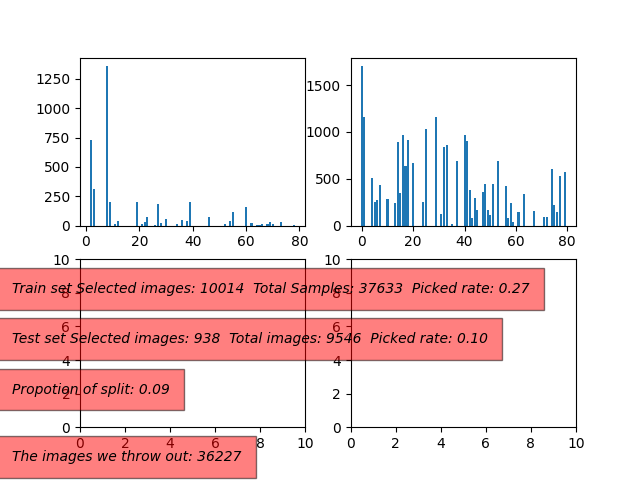 1250
1000
750
500
250
0
0 20 40 60 80
1500
1000
500
0
0 20 40 60 80
10
8
6
4
2
0
0 2 4 6 8 10
10
8
6
4
2
0
0 2 4 6 8 10
Train set Selected images: 10014 Total Samples: 37633 Picked rate: 0.27
Test set Selected images: 938 Total images: 9546 Picked rate: 0.10
Propotion of split: 0.09
The images we throw out: 36227